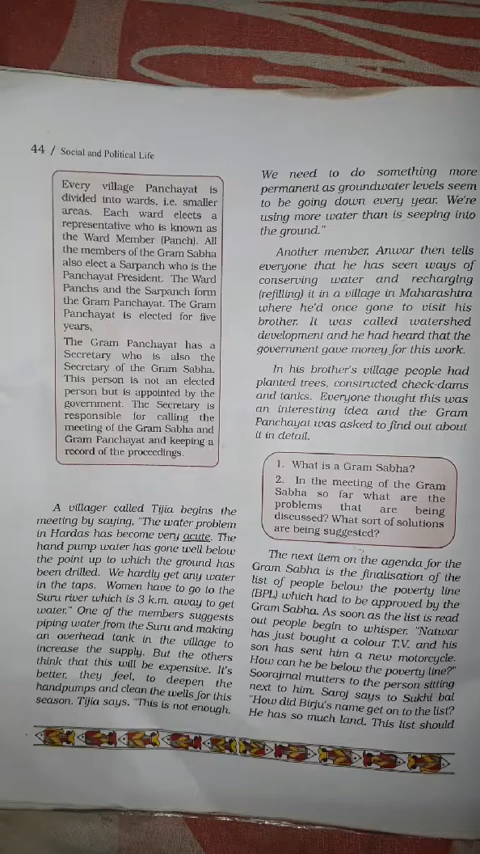 44 / Social and Political Life
Every village Panchayat is
divided into wards, i.e. smaller
areas. Each ward elects a
representative who is known as
the Ward Member (Panch). All
the members of the Gram Sabha
also elect a Sarpanch who is the
Panchayat President. The Ward
Panchs and the Sarpanch form
the Gram Panchayat. The Gram
Panchayat is elected for five
years.
The Gram Panchayat has a
Secretary who is also the
Secretary of the Gram Sabha.
This person is not an elected
person but is appointed by the
government. The Secretary is
responsible for calling the
meeting of the Gram Sabha and
Gram Panchayat and keeping a
record of the proceedings.
A villager called Tijia begins the
meeting by saying, "The water problem
in Hardas has become very acute. The
hand pump water has gone well below
the point up to which the ground has
been drilled. We hardly get any water
in the taps. Women have to go to the
Suru river which is 3 k.m. away to get
water." One of the members suggests
piping water from the Suru and making
an overhead tank in the village to
increase the supply. But the others
think that this will be expensive. It's
better, they feel, to deepen the
handpumps and clean the wells for this
season. Tijia says, "This is not enough.
We need to do something more
permanent as groundwater levels seem
to be going down every year. We're
using more water than is seeping into
the ground."
Another member, Anwar then tells
everyone that he has seen ways of
conserving water and recharging
(refilling) it in a village in Maharashtra
where he'd once gone to visit his
brother. It was called watershed
development and he had heard that the
government gave money for this work.
In his brother's village people had
planted trees, constructed check-dams
and tanks. Everyone thought this was
an interesting idea and the Gram
Panchayat was asked to find out about
it in detail.
1. What is a Gram Sabha?
2. In the meeting of the Gram
Sabha so far what are the
problems that are being
discussed? What sort of solutions
are being suggested?
The next item on the agenda for the
Gram Sabha is the finalisation of the
list of people below the poverty line
(BPL) which had to be approved by the
Gram Sabha. As soon as the list is read
out people begin to whisper. "Natwar
has just bought a colour T.V. and his
son has sent him a new motorcycle.
How can he be below the poverty line?"
Soorajmal mutters to the person sitting
next to him. Saroj says to Sukhi bai
"How did Birju's name get on to the list?
He has so much land. This list should